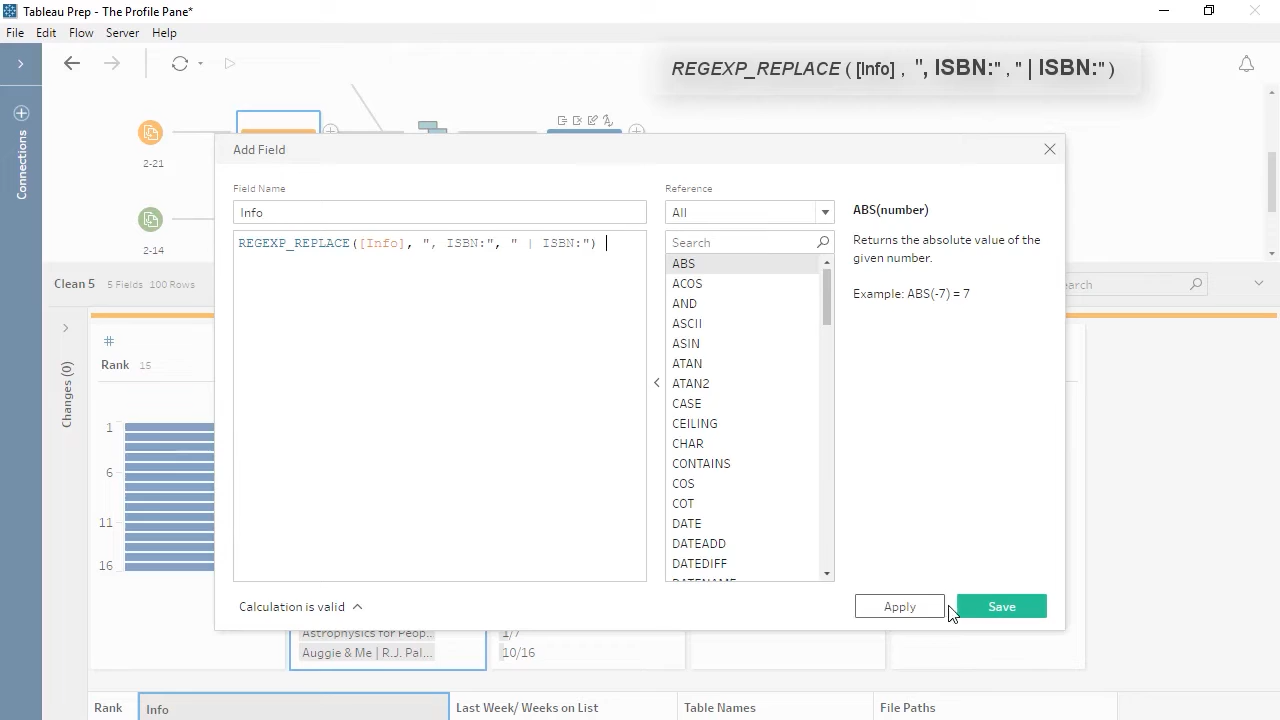 Tableau Prep - The Profile Pane*
File Edit Flow Server Help
REGEXP_REPLACE ( [Info] , ", ISBN:" , " | ISBN:" )
Connections
2-21
2-14
Add Field
Field Name
Info
REGEXP_REPLACE([Info], ", ISBN:", " | ISBN:")
Reference
All
Search
ABS
ACOS
AND
ASCII
ASIN
ATAN
ATAN2
CASE
CEILING
CHAR
CONTAINS
COS
COT
DATE
DATEADD
DATEDIFF
DATENAME
ABS(number)
Returns the absolute value of the
given number.
Example: ABS(-7) = 7
Calculation is valid
Apply
Save
Clean 5 5 Fields 100 Rows
earch
Changes (0)
#
Rank 15
1
6
11
16
Astrophysics for Peop..
Auggie & Me | R.J. Pal...
1/7
10/16
Rank Info Last Week/ Weeks on List Table Names File Paths